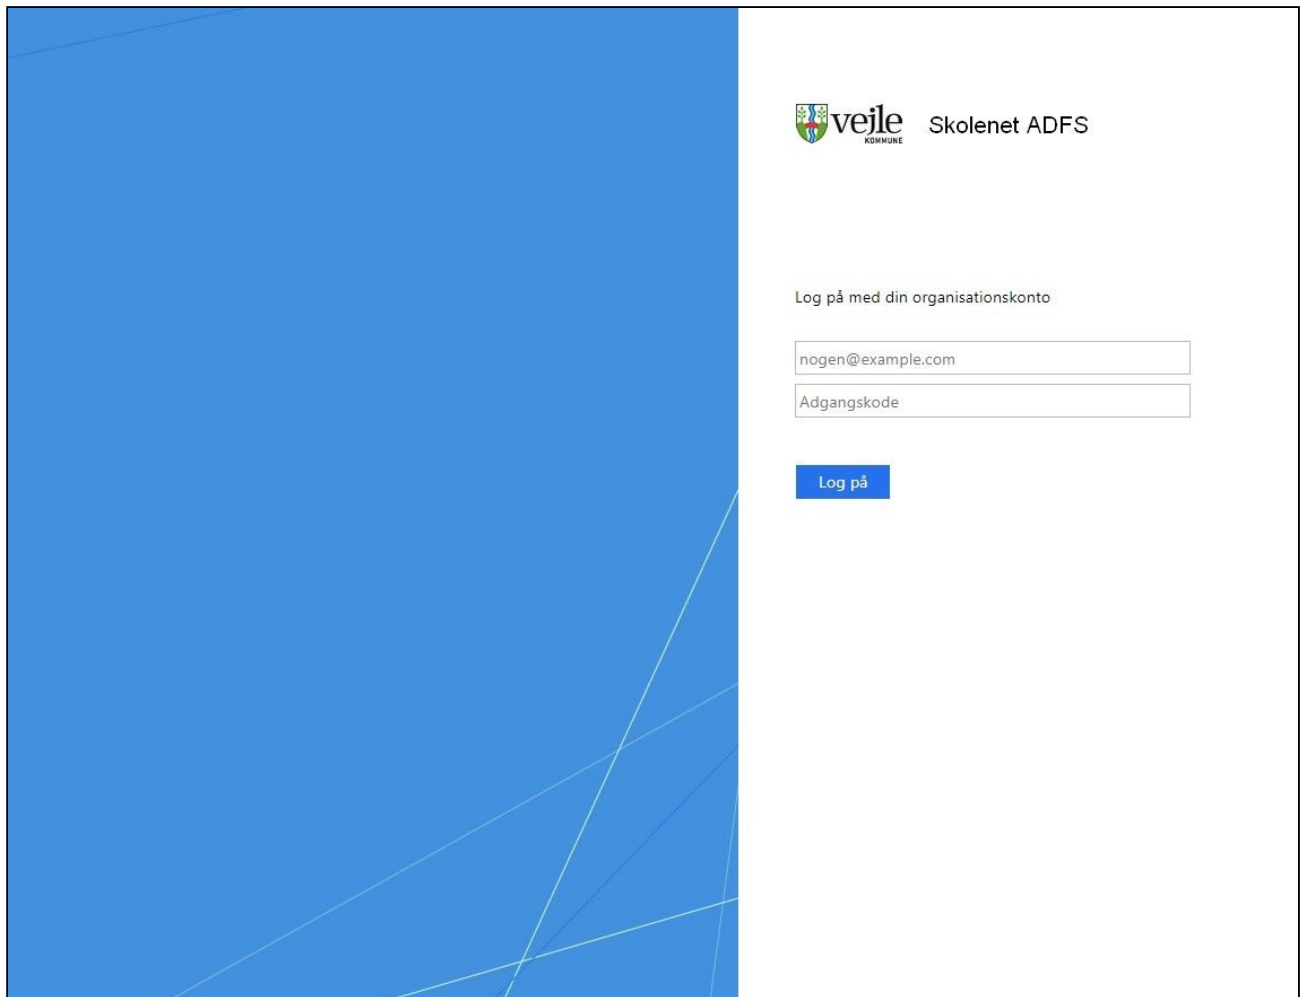 vejle
KOMMUNE
Skolenet ADFS
Log på med din organisationskonto
nogen@example.com
Adgangskode
Log på